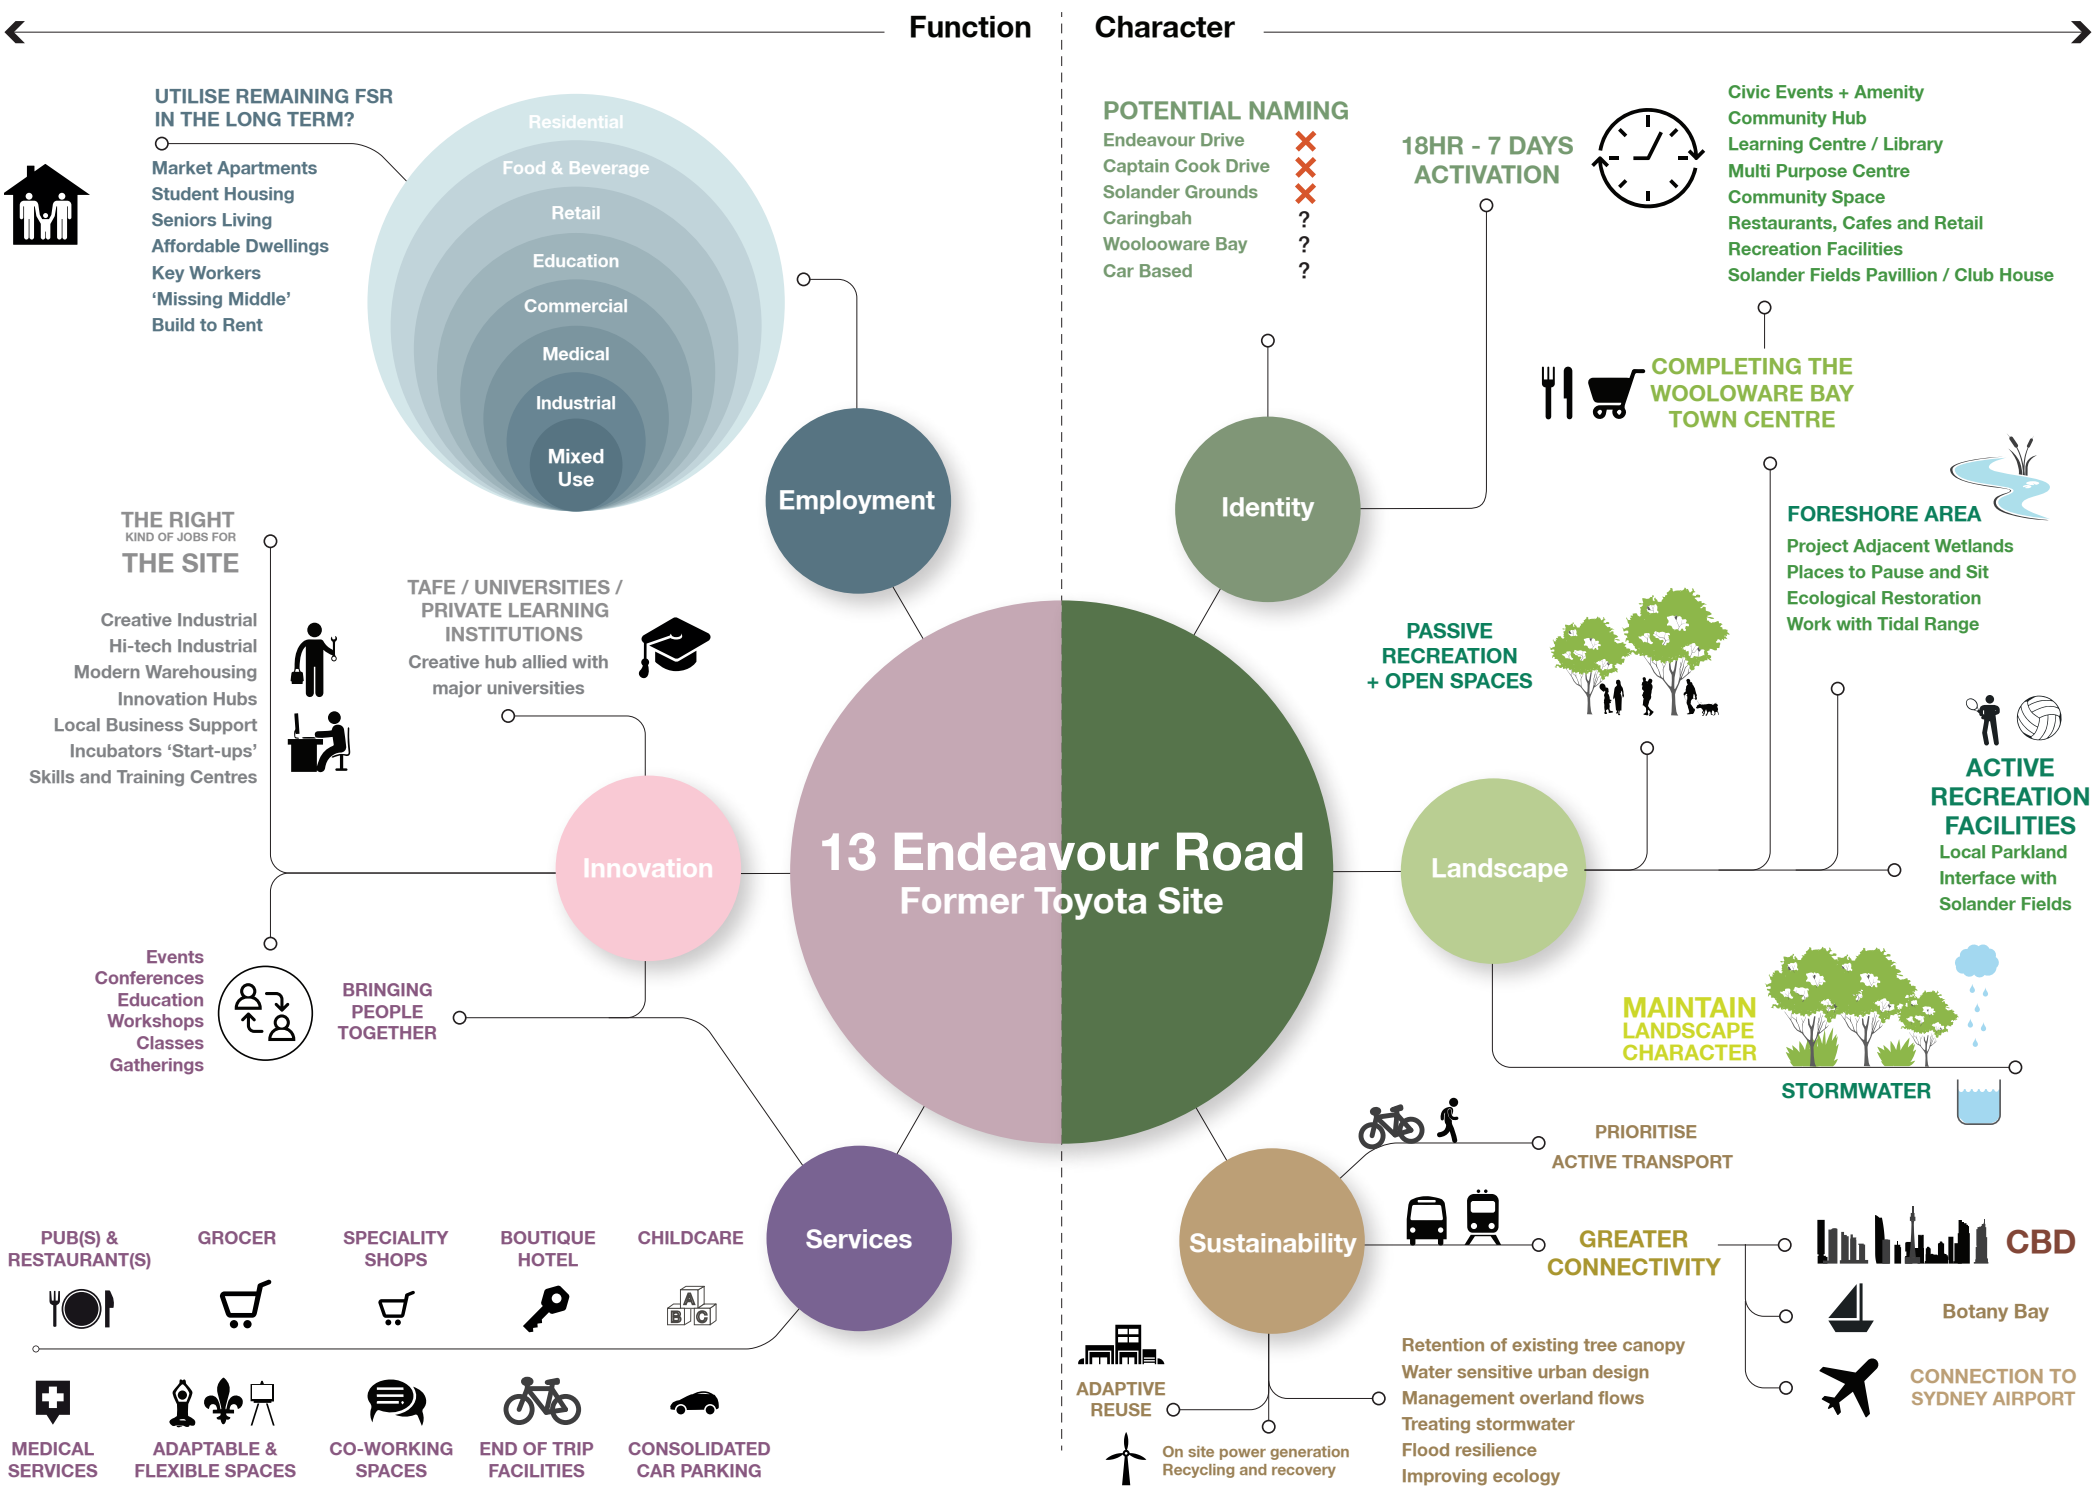 Function
Character
UTILISE REMAINING FSR
IN THE LONG TERM?
Market Apartments
Student Housing
Seniors Living
Affordable Dwellings
Key Workers
‘Missing Middle’
Build to Rent
Residential
Food & Beverage
Retail
Education
Commercial
Medical
Industrial
Mixed
Use
Employment
THE RIGHT
KIND OF JOBS FOR
THE SITE
Creative Industrial
Hi-tech Industrial
Modern Warehousing
Innovation Hubs
Local Business Support
Incubators ‘Start-ups’
Skills and Training Centres
TAFE / UNIVERSITIES /
PRIVATE LEARNING
INSTITUTIONS
Creative hub allied with
major universities
Innovation
Events
Conferences
Education
Workshops
Classes
Gatherings
BRINGING
PEOPLE
TOGETHER
Services
PUB(S) &
RESTAURANT(S)
GROCER
SPECIALITY
SHOPS
BOUTIQUE
HOTEL
CHILDCARE
A
B C
MEDICAL
SERVICES
ADAPTABLE &
FLEXIBLE SPACES
CO-WORKING
SPACES
END OF TRIP
FACILITIES
CONSOLIDATED
CAR PARKING
13 Endeavour Road
Former Toyota Site
POTENTIAL NAMING
Endeavour Drive
Captain Cook Drive
Solander Grounds
Caringbah ?
Woolooware Bay ?
Car Based ?
18HR - 7 DAYS
ACTIVATION
Identity
Civic Events + Amenity
Community Hub
Learning Centre / Library
Multi Purpose Centre
Community Space
Restaurants, Cafes and Retail
Recreation Facilities
Solander Fields Pavillion / Club House
COMPLETING THE
WOOLOWARE BAY
TOWN CENTRE
FORESHORE AREA
Project Adjacent Wetlands
Places to Pause and Sit
Ecological Restoration
Work with Tidal Range
PASSIVE
RECREATION
+ OPEN SPACES
ACTIVE
RECREATION
FACILITIES
Local Parkland
Interface with
Solander Fields
Landscape
MAINTAIN
LANDSCAPE
CHARACTER
STORMWATER
PRIORITISE
ACTIVE TRANSPORT
Sustainability
GREATER
CONNECTIVITY
CBD
Botany Bay
CONNECTION TO
SYDNEY AIRPORT
ADAPTIVE
REUSE
On site power generation
Recycling and recovery
Retention of existing tree canopy
Water sensitive urban design
Management overland flows
Treating stormwater
Flood resilience
Improving ecology